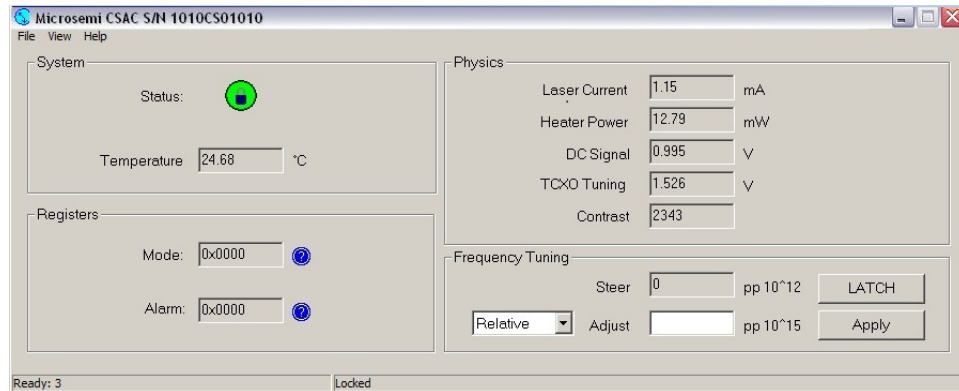 Microsemi CSAC S/N 1010CS01010
File View Help
System
Status:
Temperature 24.68 °C
Registers
Mode: 0x0000 ?
Alarm: 0x0000 ?
Physics
Laser Current 1.15 mA
Heater Power 12.79 mW
DC Signal 0.995 V
TCXO Tuning 1.526 V
Contrast 2343
Frequency Tuning
Steer 0 pp 10^12 LATCH
Relative Adjust pp 10^15 Apply
Ready: 3 Locked